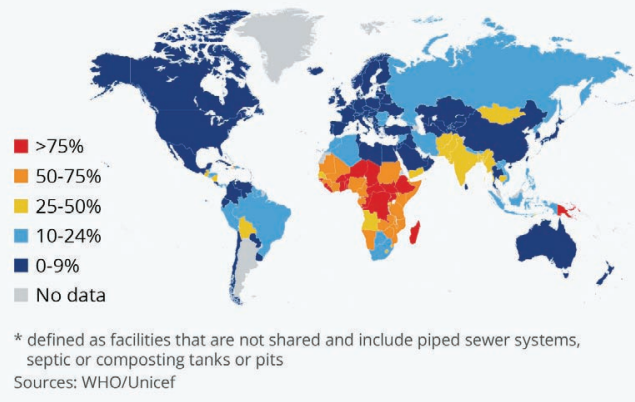 >75%
50-75%
25-50%
10-24%
0-9%
No data
* defined as facilities that are not shared and include piped sewer systems,
septic or composting tanks or pits
Sources: WHO/Unicef